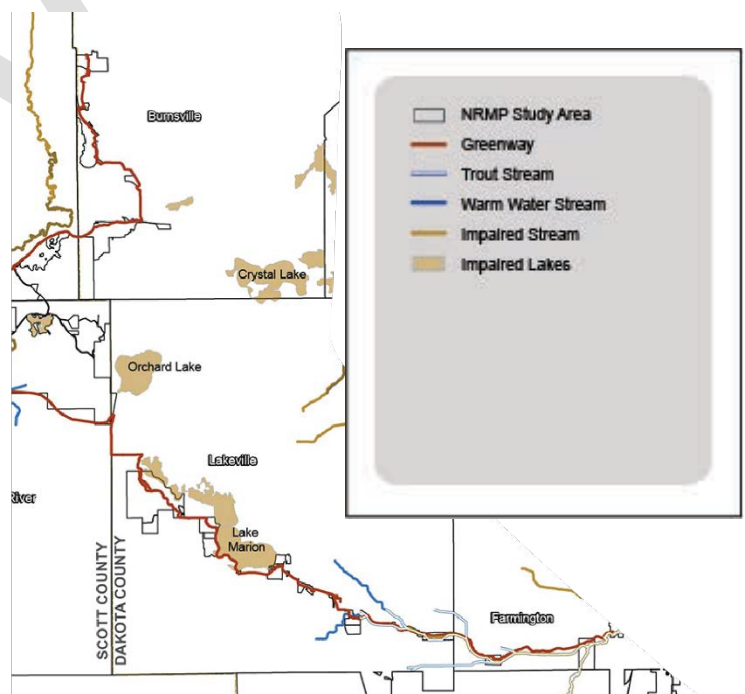 Burnsville
Crystal Lake
Orchard Lake
Lakeville
River
Lake
Marion
SCOTT COUNTY
DAKOTA COUNTY
Farmington
NRMP Study Area
Greenway
Trout Stream
Warm Water Stream
Impaired Stream
Impaired Lakes